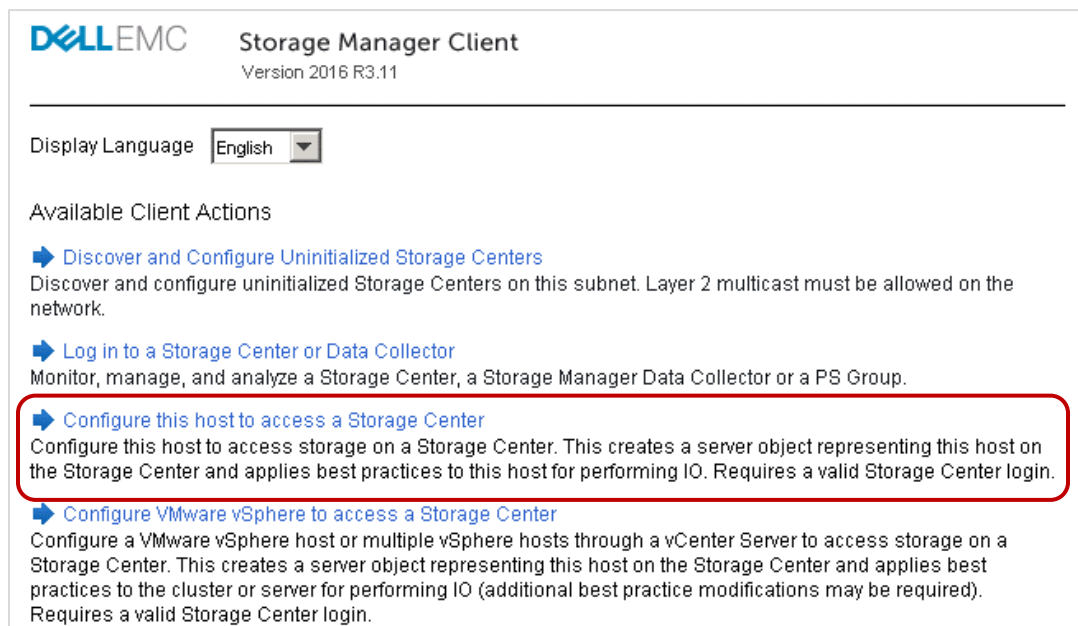 DELLEMC Storage Manager Client
Version 2016 R3.11
Display Language English
Available Client Actions
Discover and Configure Uninitialized Storage Centers
Discover and configure uninitialized Storage Centers on this subnet. Layer 2 multicast must be allowed on the
network.
Log in to a Storage Center or Data Collector
Monitor, manage, and analyze a Storage Center, a Storage Manager Data Collector or a PS Group.
Configure this host to access a Storage Center
Configure this host to access storage on a Storage Center. This creates a server object representing this host on
the Storage Center and applies best practices to this host for performing IO. Requires a valid Storage Center login.
Configure VMware vSphere to access a Storage Center
Configure a VMware vSphere host or multiple vSphere hosts through a vCenter Server to access storage on a
Storage Center. This creates a server object representing this host on the Storage Center and applies best
practices to the cluster or server for performing IO (additional best practice modifications may be required).
Requires a valid Storage Center login.